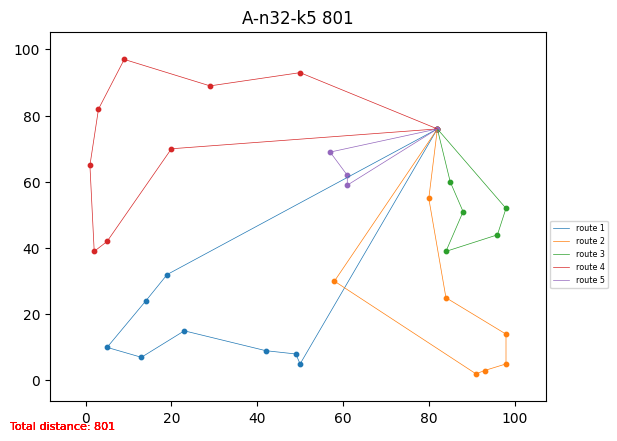 A-n32-k5 801
100
80
60
40
20
0
0 20 40 60 80 100
route 1
route 2
route 3
route 4
route 5
Total distance: 801